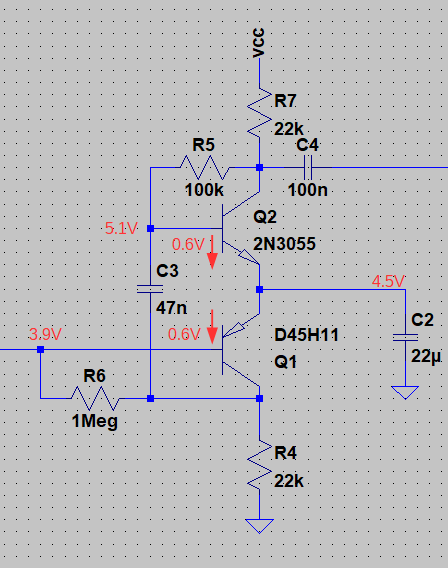 vcc
R7
22k
R5
C4
100k
100n
Q2
5.1V
0.6V
2N3055
C3
4.5V
47n
C2
3.9V
0.6V
D45H11
22µ
Q1
R6
1Meg
R4
22k